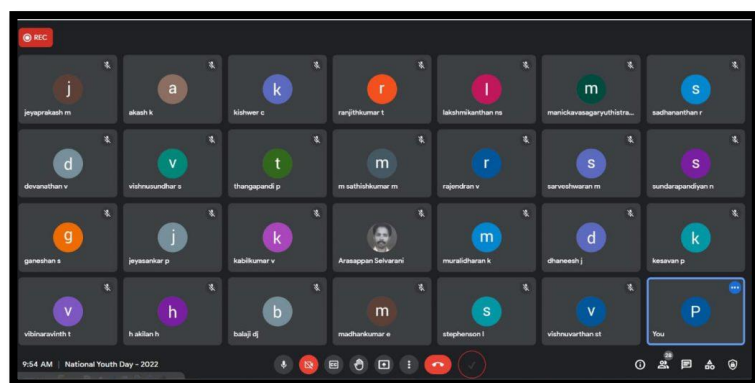 REC
j a k r l m s
jeyaprakash m akash k kishwer c ranjithkumar t lakshmikanthan ns manickavasagaryuthistra... sadhananthan r
d v t m r s s
devanathan v vishnusundhar s thangapandi p m sathishkumar m rajendran v sarveshwaran m sundarapandiyan n
g j k m d k
ganeshan s jeyasankar p kabilkumar v Arasappan Selvarani muralidharan k dhaneesh j kesavan p
v h b m s v P
vibinaravinth t h akilan h balaji dj madhankumar e stephenson l vishnuvarthan st You
28
9:54 AM | National Youth Day - 2022